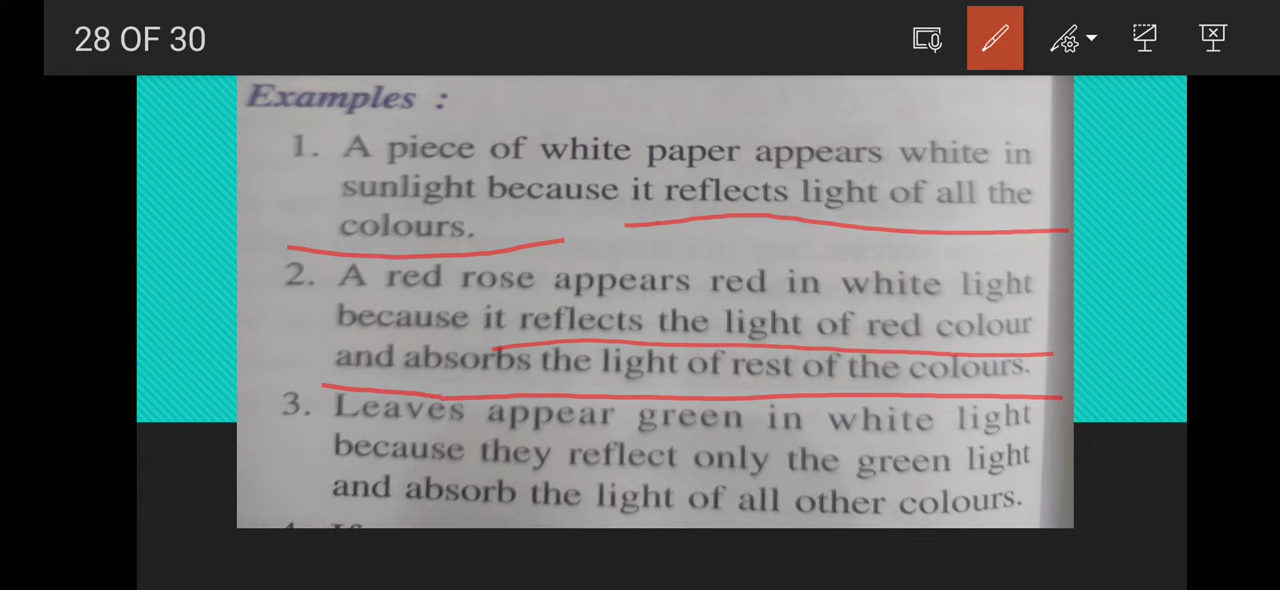 28 OF 30
Examples :
1. A piece of white paper appears white in
sunlight because it reflects light of all the
colours.
2. A red rose appears red in white light
because it reflects the light of red colour
and absorbs the light of rest of the colours.
3. Leaves appear green in white light
because they reflect only the green light
and absorb the light of all other colours.